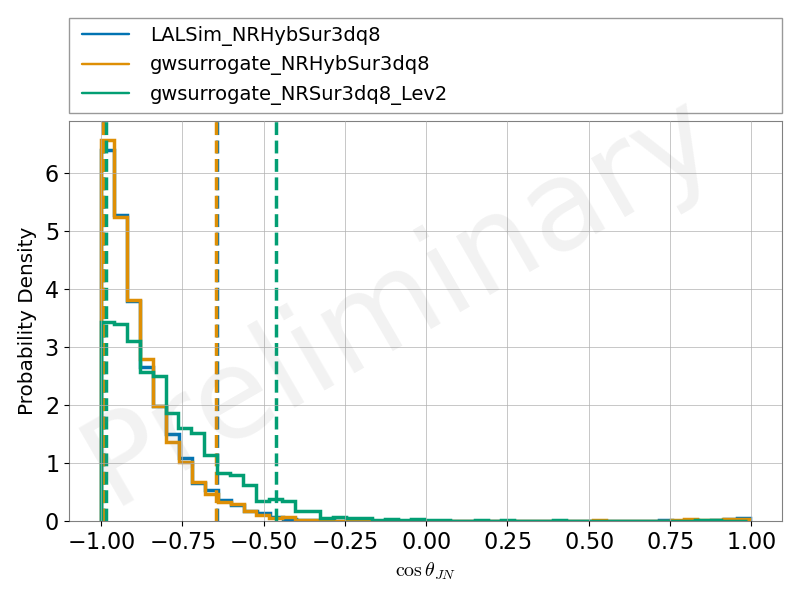 LALSim_NRHybSur3dq8
gwsurrogate_NRHybSur3dq8
gwsurrogate_NRSur3dq8_Lev2
Preliminary
Probability Density
6
5
4
3
2
1
0
−1.00 −0.75 −0.50 −0.25 0.00 0.25 0.50 0.75 1.00
cos θ_JN